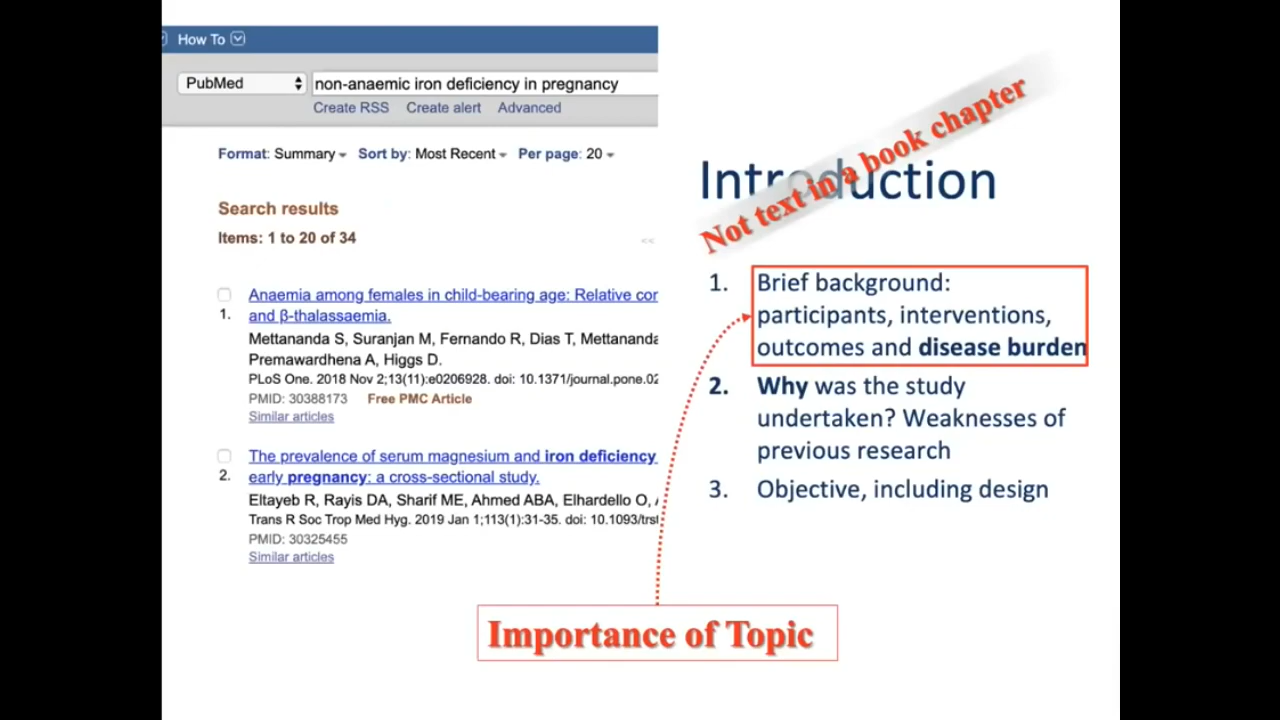 How To
PubMed
non-anaemic iron deficiency in pregnancy
Create RSS Create alert Advanced
Format: Summary Sort by: Most Recent Per page: 20
Search results
Items: 1 to 20 of 34
<<
Anaemia among females in child-bearing age: Relative cor
1. and β-thalassaemia.
Mettananda S, Suranjan M, Fernando R, Dias T, Mettananda
Premawardhena A, Higgs D.
PLoS One. 2018 Nov 2;13(11):e0206928. doi: 10.1371/journal.pone.02
PMID: 30388173 Free PMC Article
Similar articles
The prevalence of serum magnesium and iron deficiency
2. early pregnancy: a cross-sectional study.
Eltayeb R, Rayis DA, Sharif ME, Ahmed ABA, Elhardello O,
Trans R Soc Trop Med Hyg. 2019 Jan 1;113(1):31-35. doi: 10.1093/trst
PMID: 30325455
Similar articles
Introduction
Not text in a book chapter
1. Brief background:
participants, interventions,
outcomes and disease burden
2. Why was the study
undertaken? Weaknesses of
previous research
3. Objective, including design
Importance of Topic